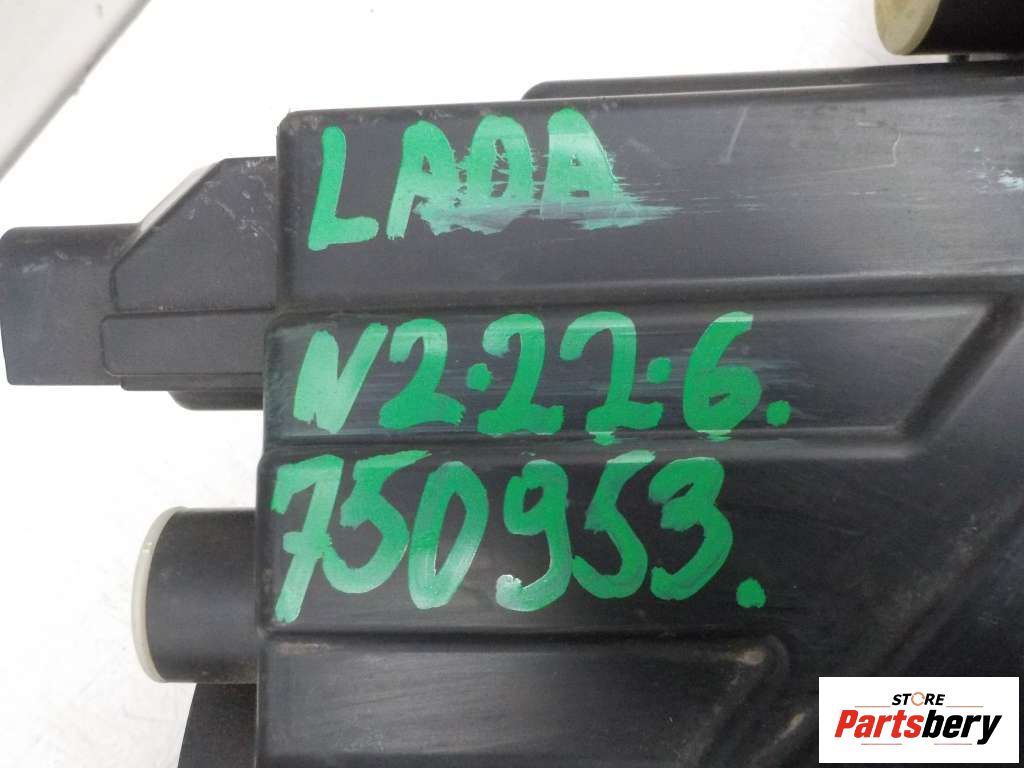 LADA
N2.22.6.
750953.
STORE
Partsbery